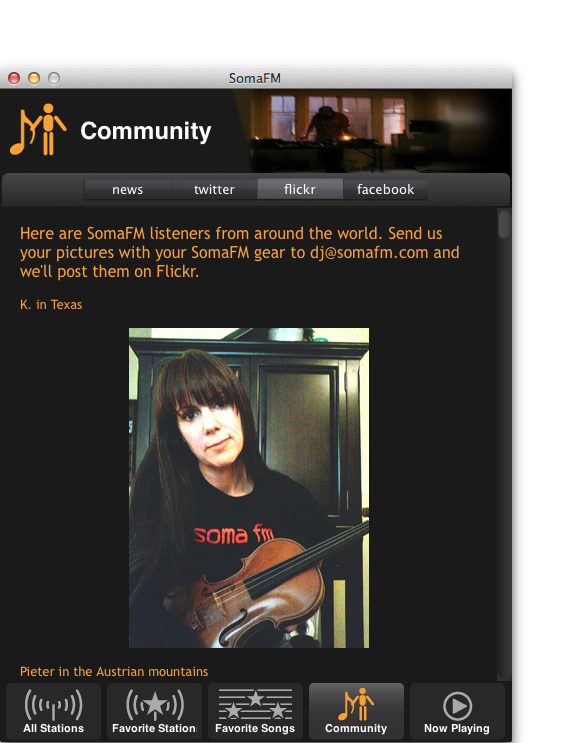 SomaFM
Community
news twitter flickr facebook
Here are SomaFM listeners from around the world. Send us
your pictures with your SomaFM gear to dj@somafm.com and
we'll post them on Flickr.
K. in Texas
soma fm
Pieter in the Austrian mountains
All Stations Favorite Station Favorite Songs Community Now Playing